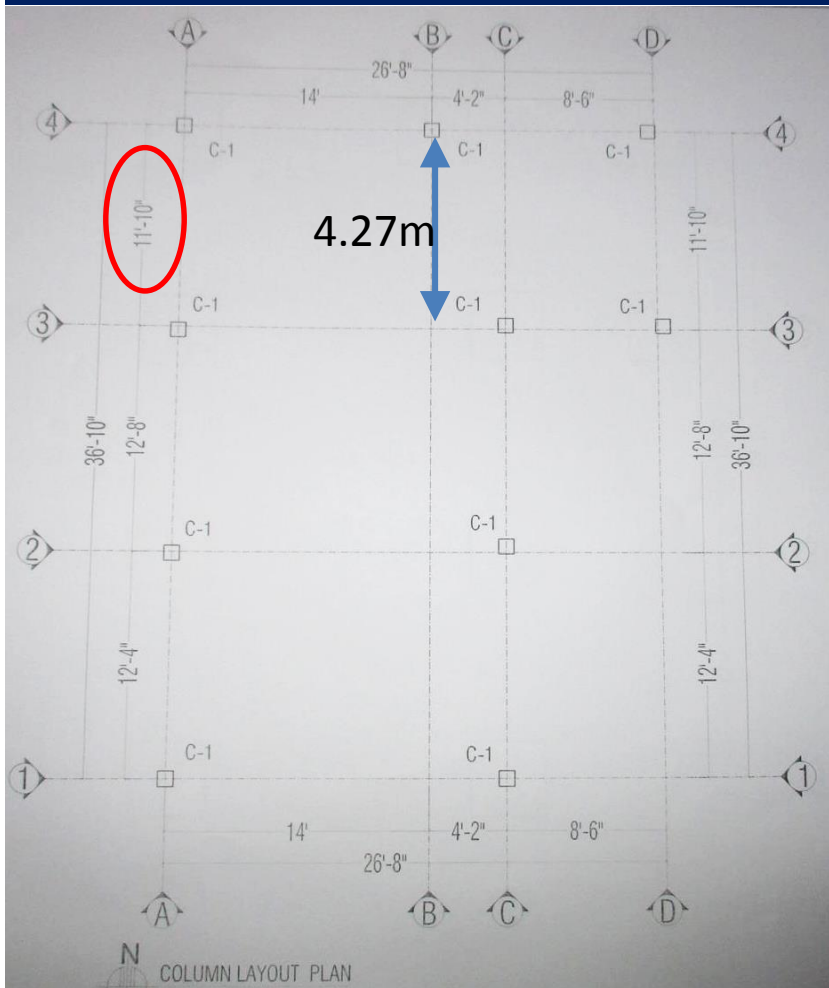 A B C D
26'-8"
14' 4'-2" 8'-6"
4 4
C-1 C-1 C-1
11'-10" 4.27m 11'-10"
C-1 C-1 C-1
3 3
36'-10" 12'-8" 12'-8" 36'-10"
C-1 C-1
2 2
12'-4" 12'-4"
C-1 C-1
1 1
14' 4'-2" 8'-6"
26'-8"
A B C D
N
COLUMN LAYOUT PLAN